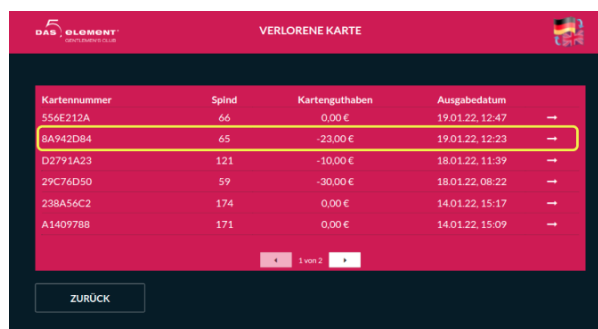 DAS ELEMENT
GENTLEMEN'S CLUB
VERLORENE KARTE
Kartennummer Spind Kartenguthaben Ausgabedatum
556E212A 66 0,00 € 19.01.22, 12:47 →
8A942D84 65 -23,00 € 19.01.22, 12:23 →
D2791A23 121 -10,00 € 18.01.22, 11:39 →
29C76D50 59 -30,00 € 18.01.22, 08:22 →
238A56C2 174 0,00 € 14.01.22, 15:17 →
A1409788 171 0,00 € 14.01.22, 15:09 →
1 von 2
ZURÜCK